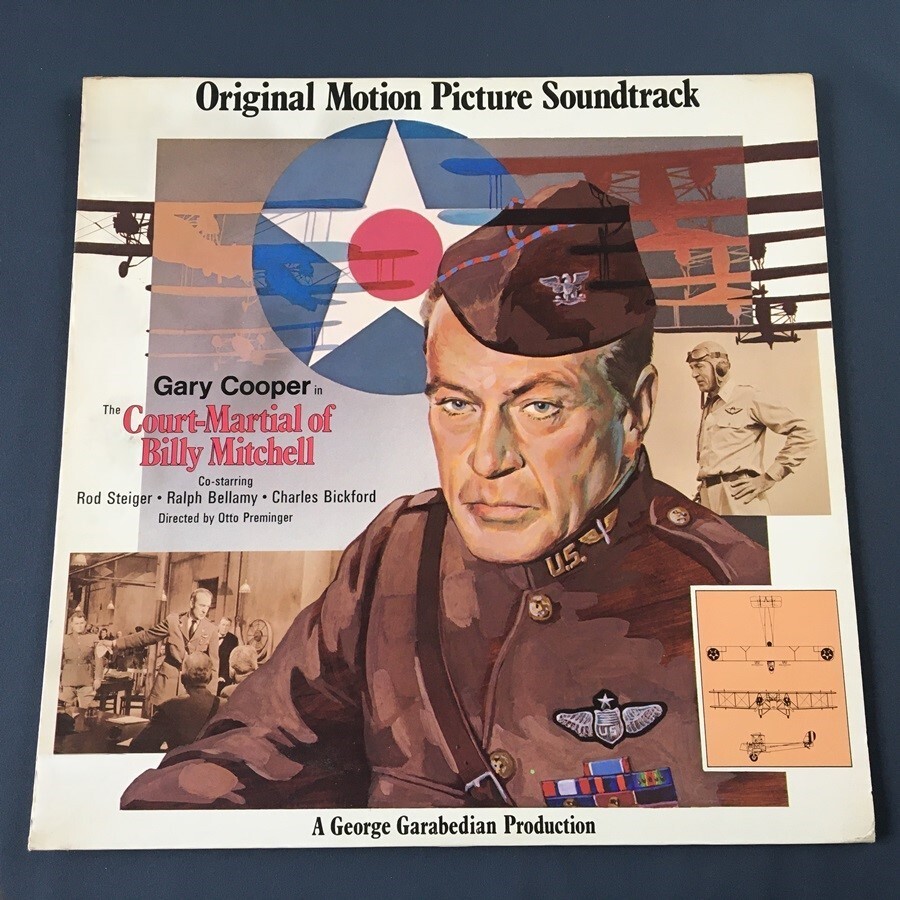 Original Motion Picture Soundtrack
Gary Cooper in
The Court-Martial of
Billy Mitchell
Co-starring
Rod Steiger • Ralph Bellamy • Charles Bickford
Directed by Otto Preminger
U.S.
US
A George Garabedian Production